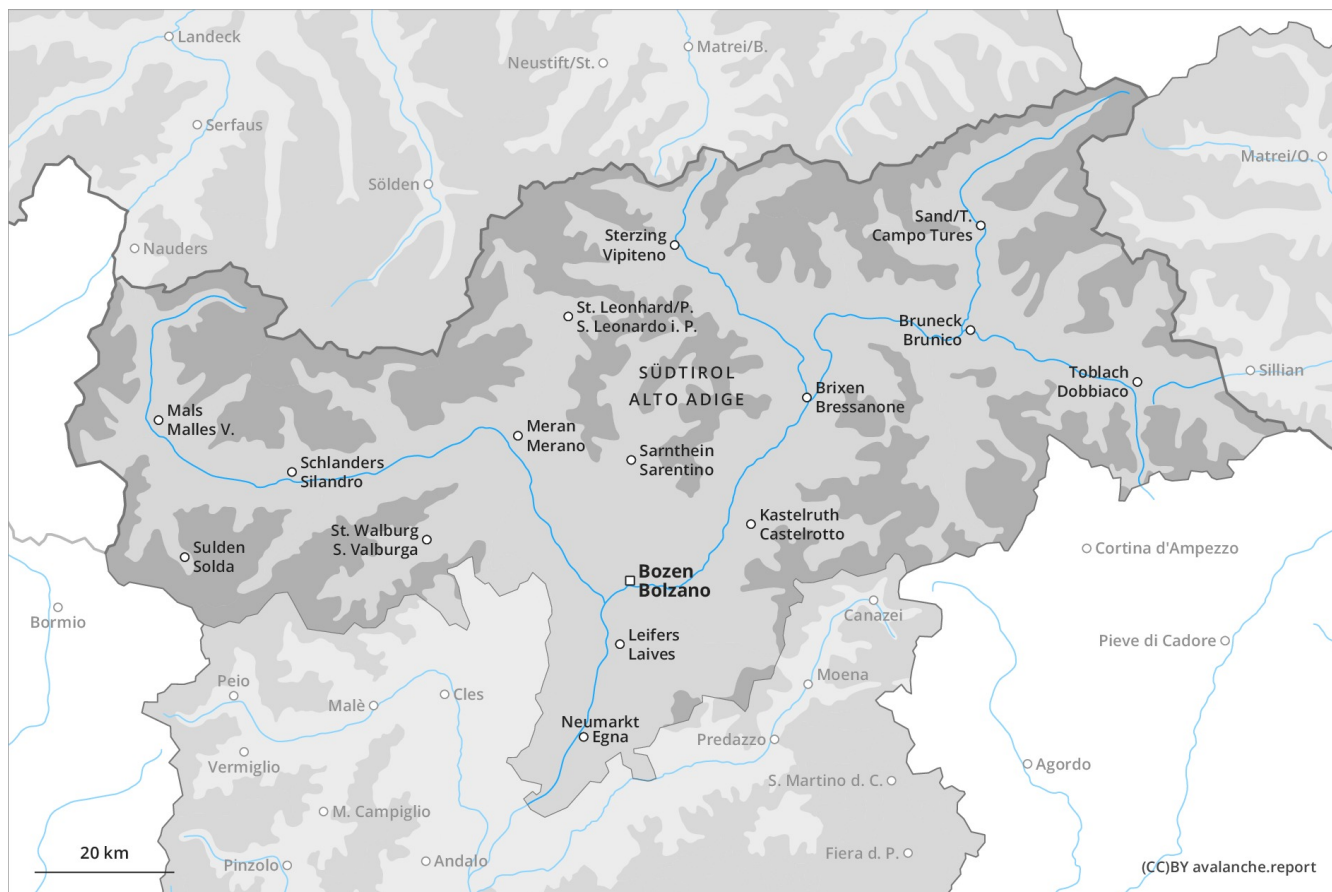 Landeck
Matrei/B.
Neustift/St.
Serfaus
Matrei/O.
Sölden
Sand/T.
Campo Tures
Nauders
Sterzing
Vipiteno
St. Leonhard/P.
S. Leonardo i. P.
Bruneck
Brunico
SÜDTIROL
ALTO ADIGE
Toblach
Dobbiaco
Sillian
Brixen
Bressanone
Mals
Malles V.
Meran
Merano
Schlanders
Silandro
Sarnthein
Sarentino
Kastelruth
Castelrotto
St. Walburg
S. Valburga
Sulden
Solda
Cortina d'Ampezzo
Bozen
Bolzano
Bormio
Canazei
Leifers
Laives
Pieve di Cadore
Peio
Moena
Cles
Malè
Neumarkt
Egna
Predazzo
Vermiglio
Agordo
S. Martino d. C.
M. Campiglio
20 km
Pinzolo
Andalo
Fiera d. P.
(CC)BY avalanche.report